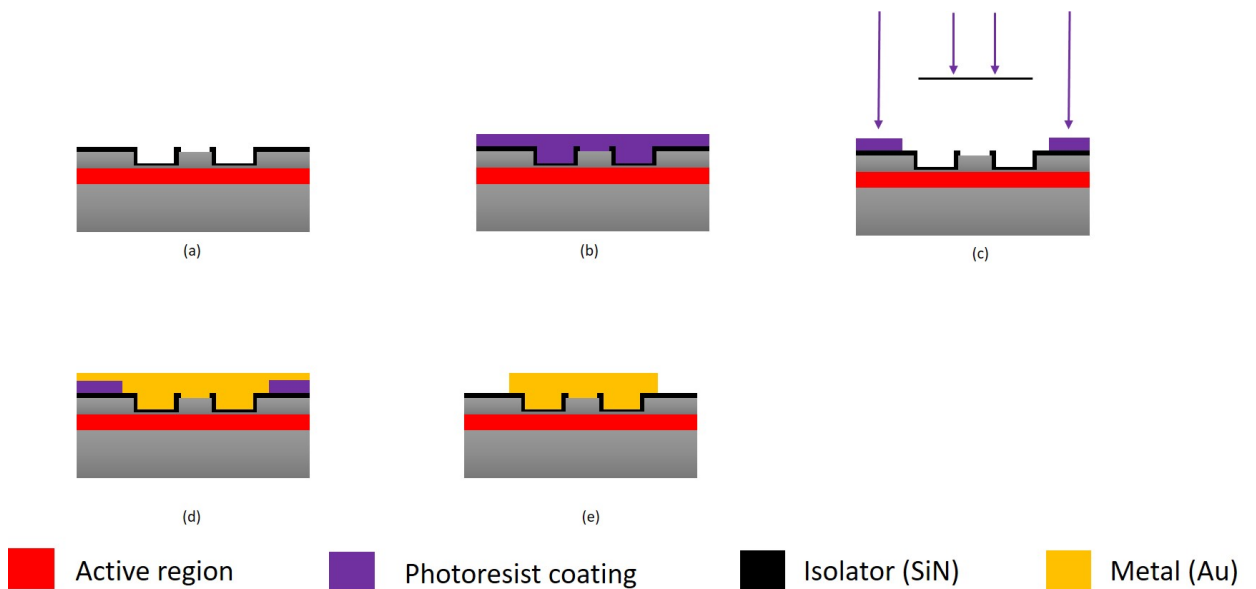 (a)
(b)
(c)
(d)
(e)
Active region
Photoresist coating
Isolator (SiN)
Metal (Au)